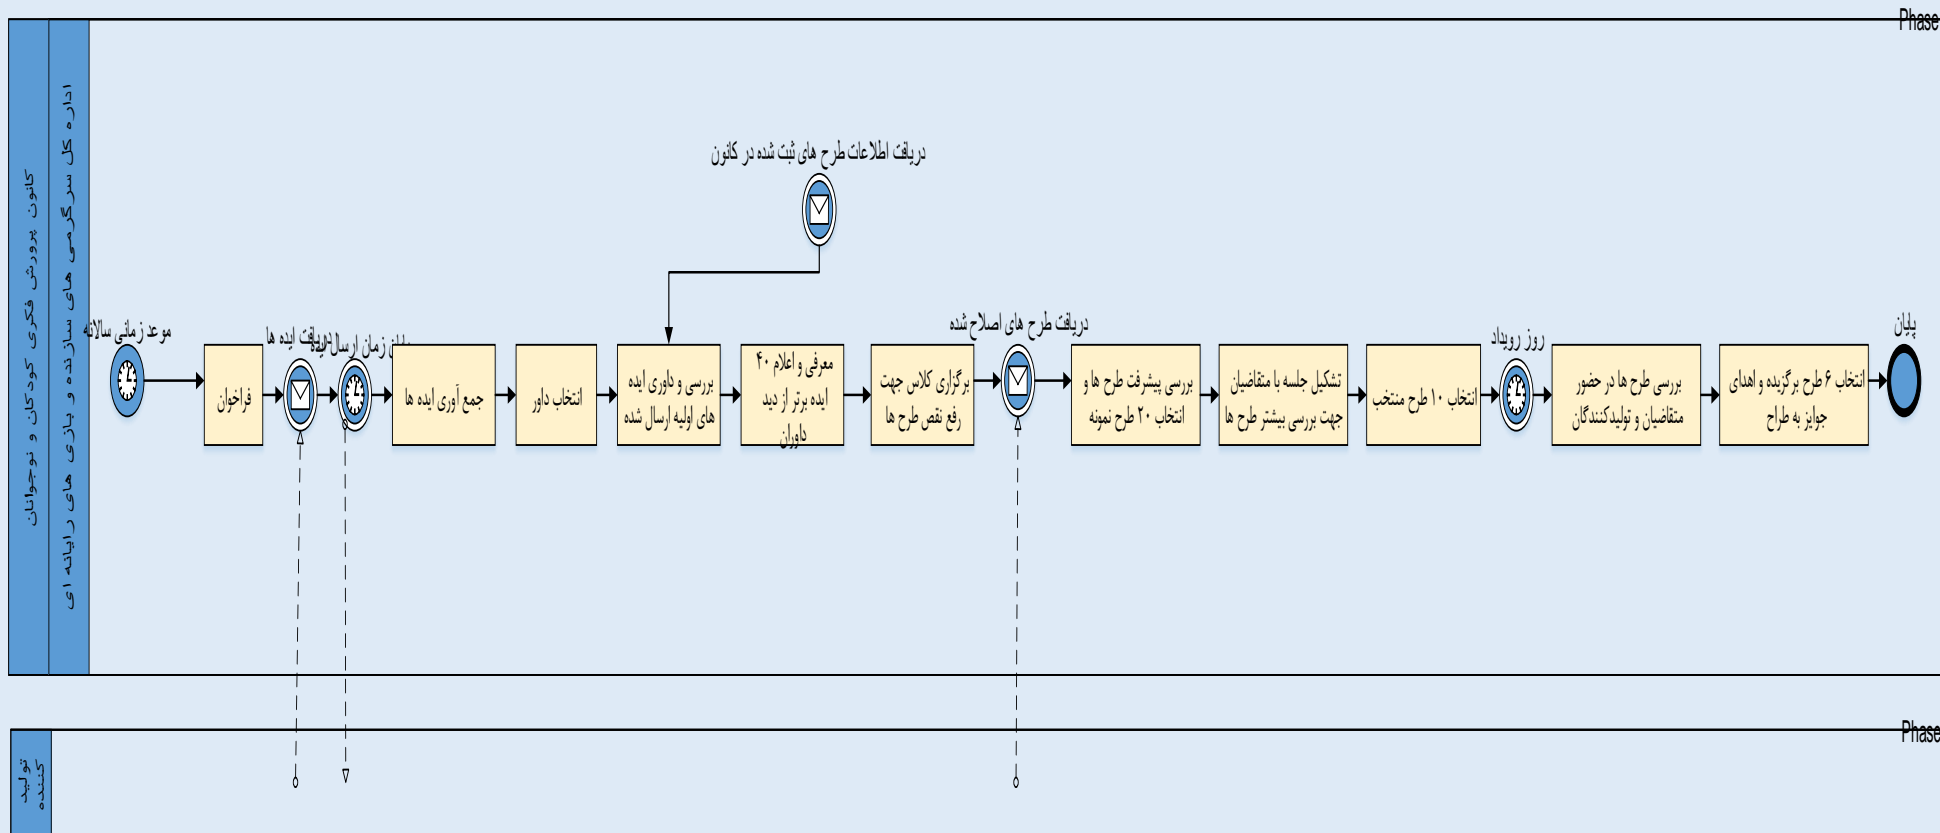 Phase
کانون پرورش فکری کودکان و نوجوانان
اداره کل سرگرمی های سازنده و بازی های رایانه ای
دریافت اطلاعات طرح های ثبت شده در کانون
موعد زمانی سالانه
فراخوان
دریافت ایده ها
زمان ارسال ایده
جمع آوری ایده ها
انتخاب داور
بررسی و داوری ایده
های اولیه ارسال شده
معرفی و اعلام ۴۰
ایده برتر از دید
داوران
برگزاری کلاس جهت
رفع نقص طرح ها
دریافت طرح های اصلاح شده
بررسی پیشرفت طرح ها و
انتخاب ۲۰ طرح نمونه
تشکیل جلسه با متقاضیان
جهت بررسی بیشتر طرح ها
انتخاب ۱۰ طرح منتخب
روز رویداد
بررسی طرح ها در حضور
متقاضیان و تولیدکنندگان
انتخاب ۶ طرح برگزیده و اهدای
جوایز به طراح
پایان
Phase
تولید
کننده